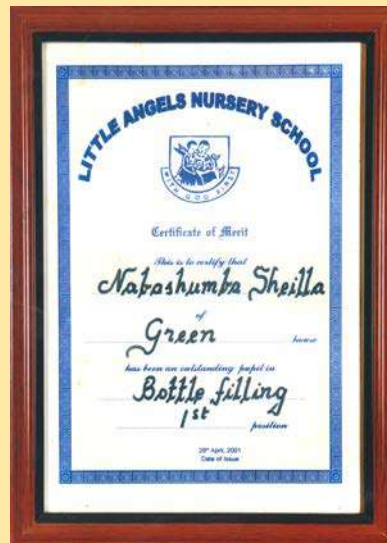 LITTLE ANGELS NURSERY SCHOOL
WITH GOD FIRST
Certificate of Merit
This is to certify that
Nabashumba Sheilla
of
Green house
has been an outstanding pupil in
Bottle filling
1st position
28th April, 2001
Date of Issue